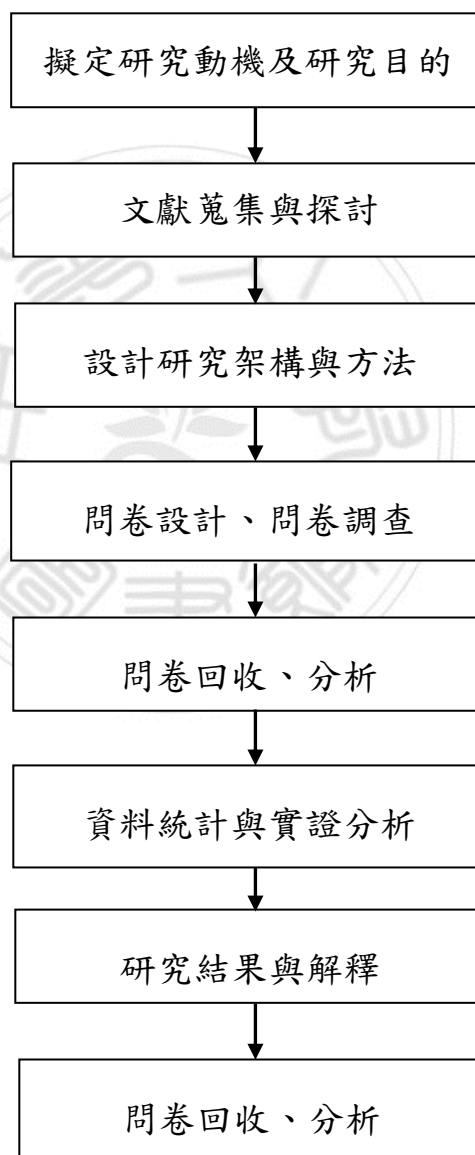 擬定研究動機及研究目的
文獻蒐集與探討
設計研究架構與方法
問卷設計、問卷調查
問卷回收、分析
資料統計與實證分析
研究結果與解釋
問卷回收、分析